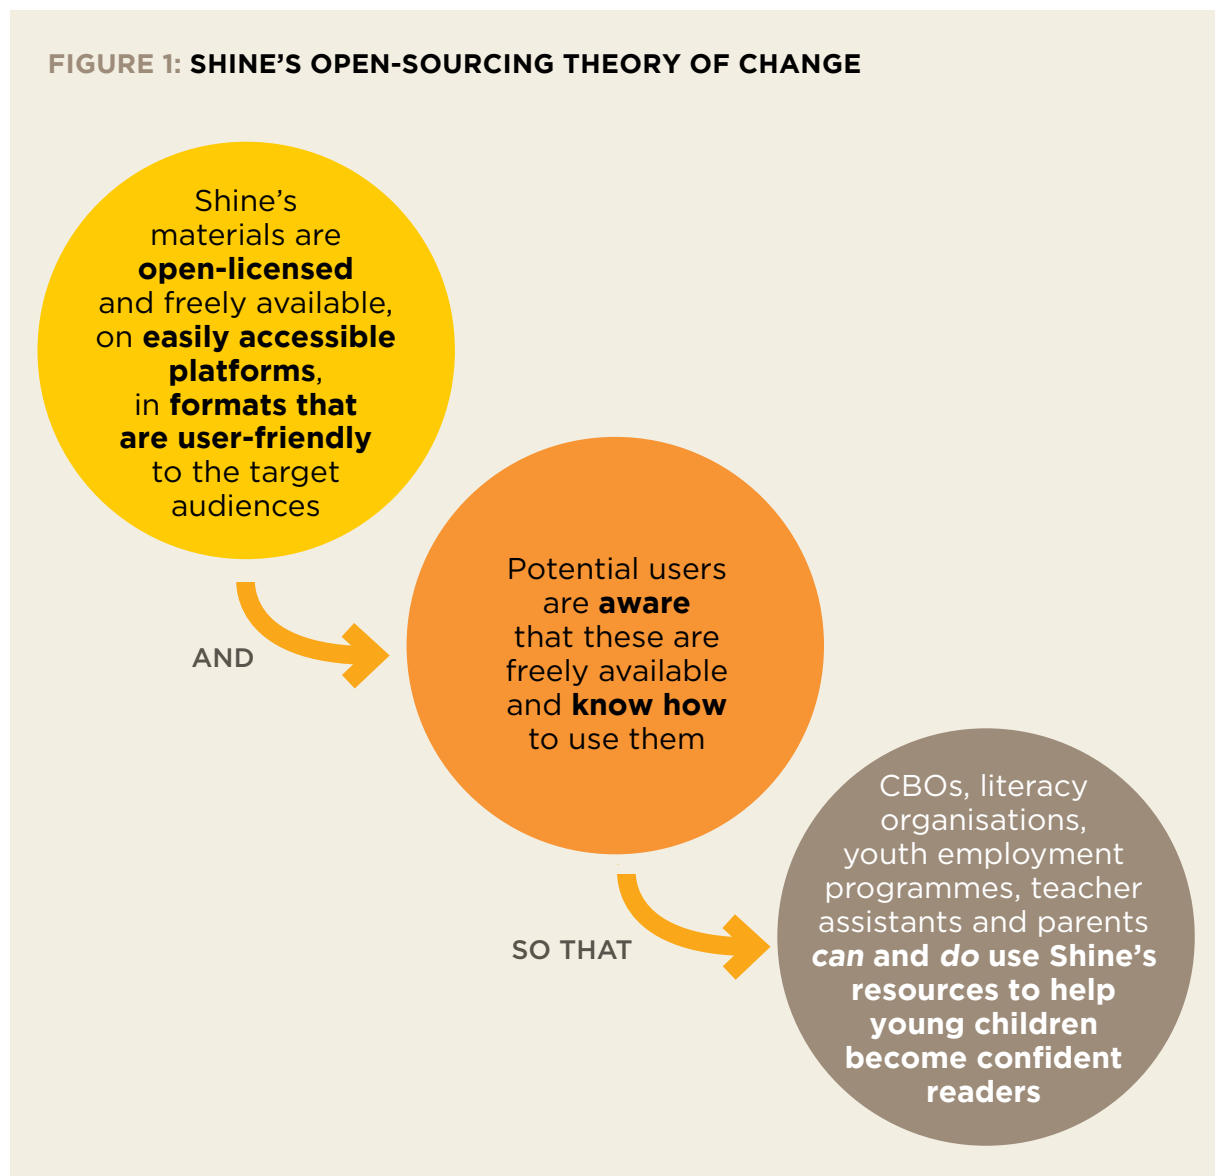 FIGURE 1: SHINE’S OPEN-SOURCING THEORY OF CHANGE
Shine’s
materials are
open-licensed
and freely available,
on easily accessible
platforms,
in formats that
are user-friendly
to the target
audiences
AND
Potential users
are aware
that these are
freely available
and know how
to use them
SO THAT
CBOs, literacy
organisations,
youth employment
programmes, teacher
assistants and parents
can and do use Shine’s
resources to help
young children
become confident
readers